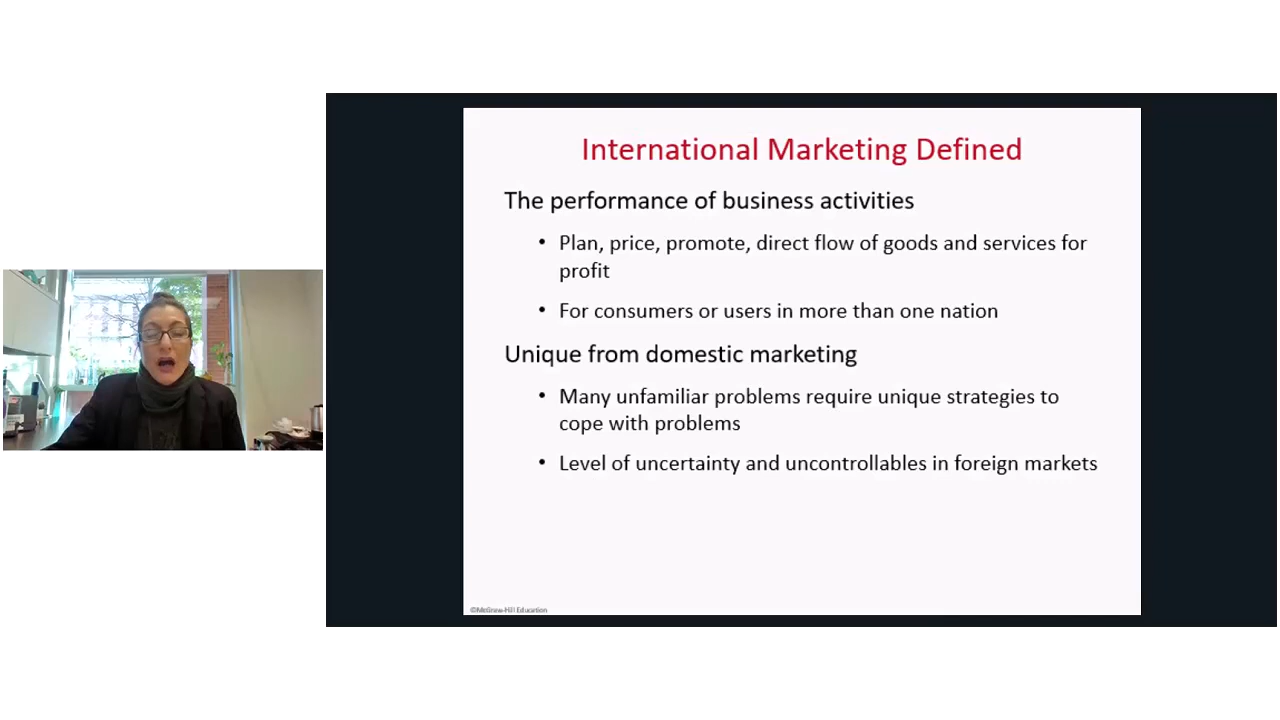 International Marketing Defined
The performance of business activities
• Plan, price, promote, direct flow of goods and services for
profit
• For consumers or users in more than one nation
Unique from domestic marketing
• Many unfamiliar problems require unique strategies to
cope with problems
• Level of uncertainty and uncontrollables in foreign markets
©McGraw-Hill Education